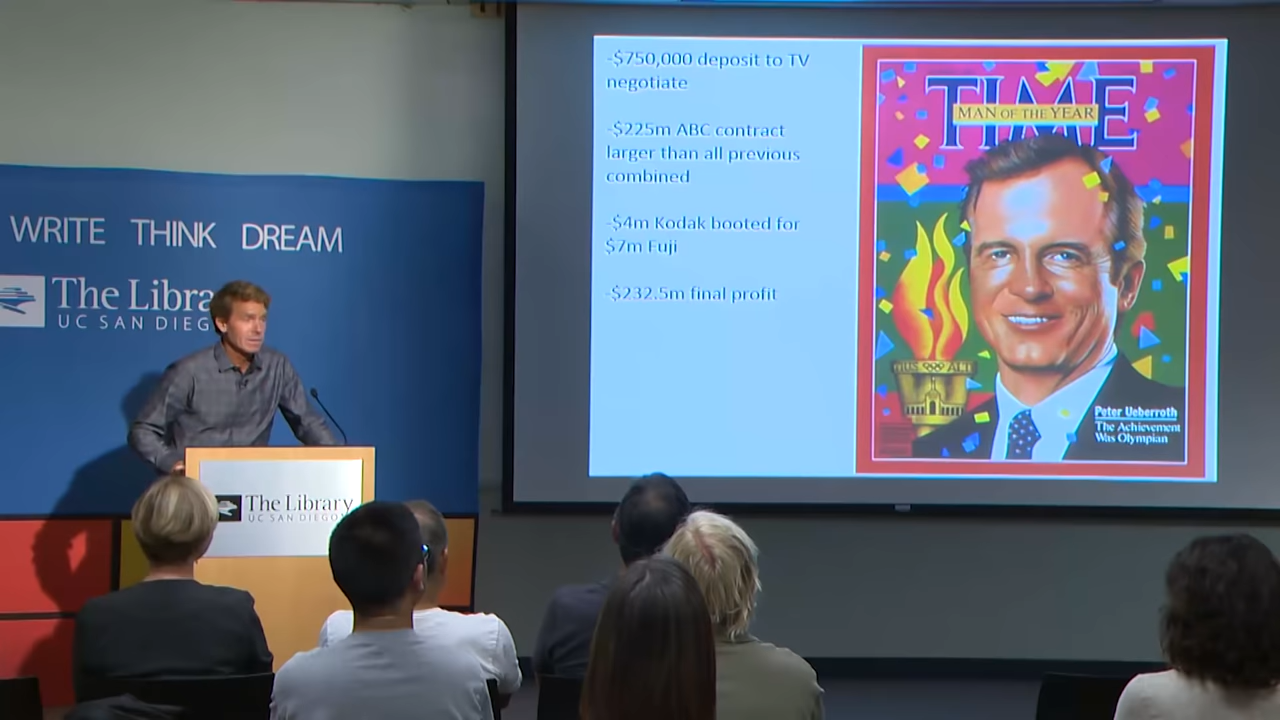 WRITE THINK DREAM
The Libra
UC SAN DIEG
The Library
UC SAN DIEGO
-$750,000 deposit to TV
negotiate
-$225m ABC contract
larger than all previous
combined
-$4m Kodak booted for
$7m Fuji
-$232.5m final profit
TIME
MAN OF THE YEAR
Peter Ueberroth
The Achievement
Was Olympian